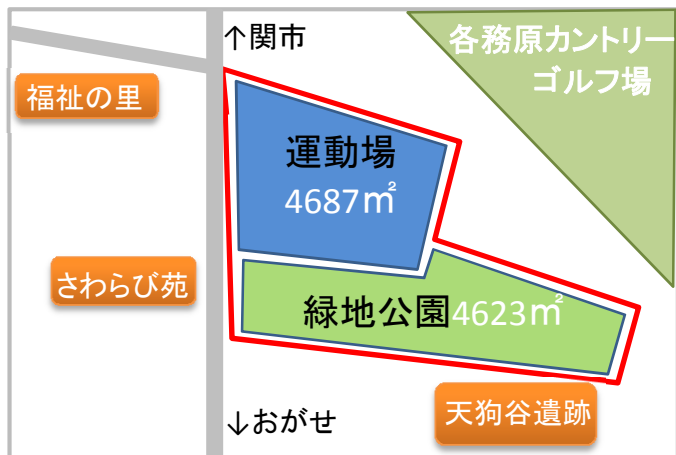 ↑関市
各務原カントリー
ゴルフ場
福祉の里
運動場
4687㎡
さわらび苑
緑地公園4623㎡
天狗谷遺跡
↓おがせ